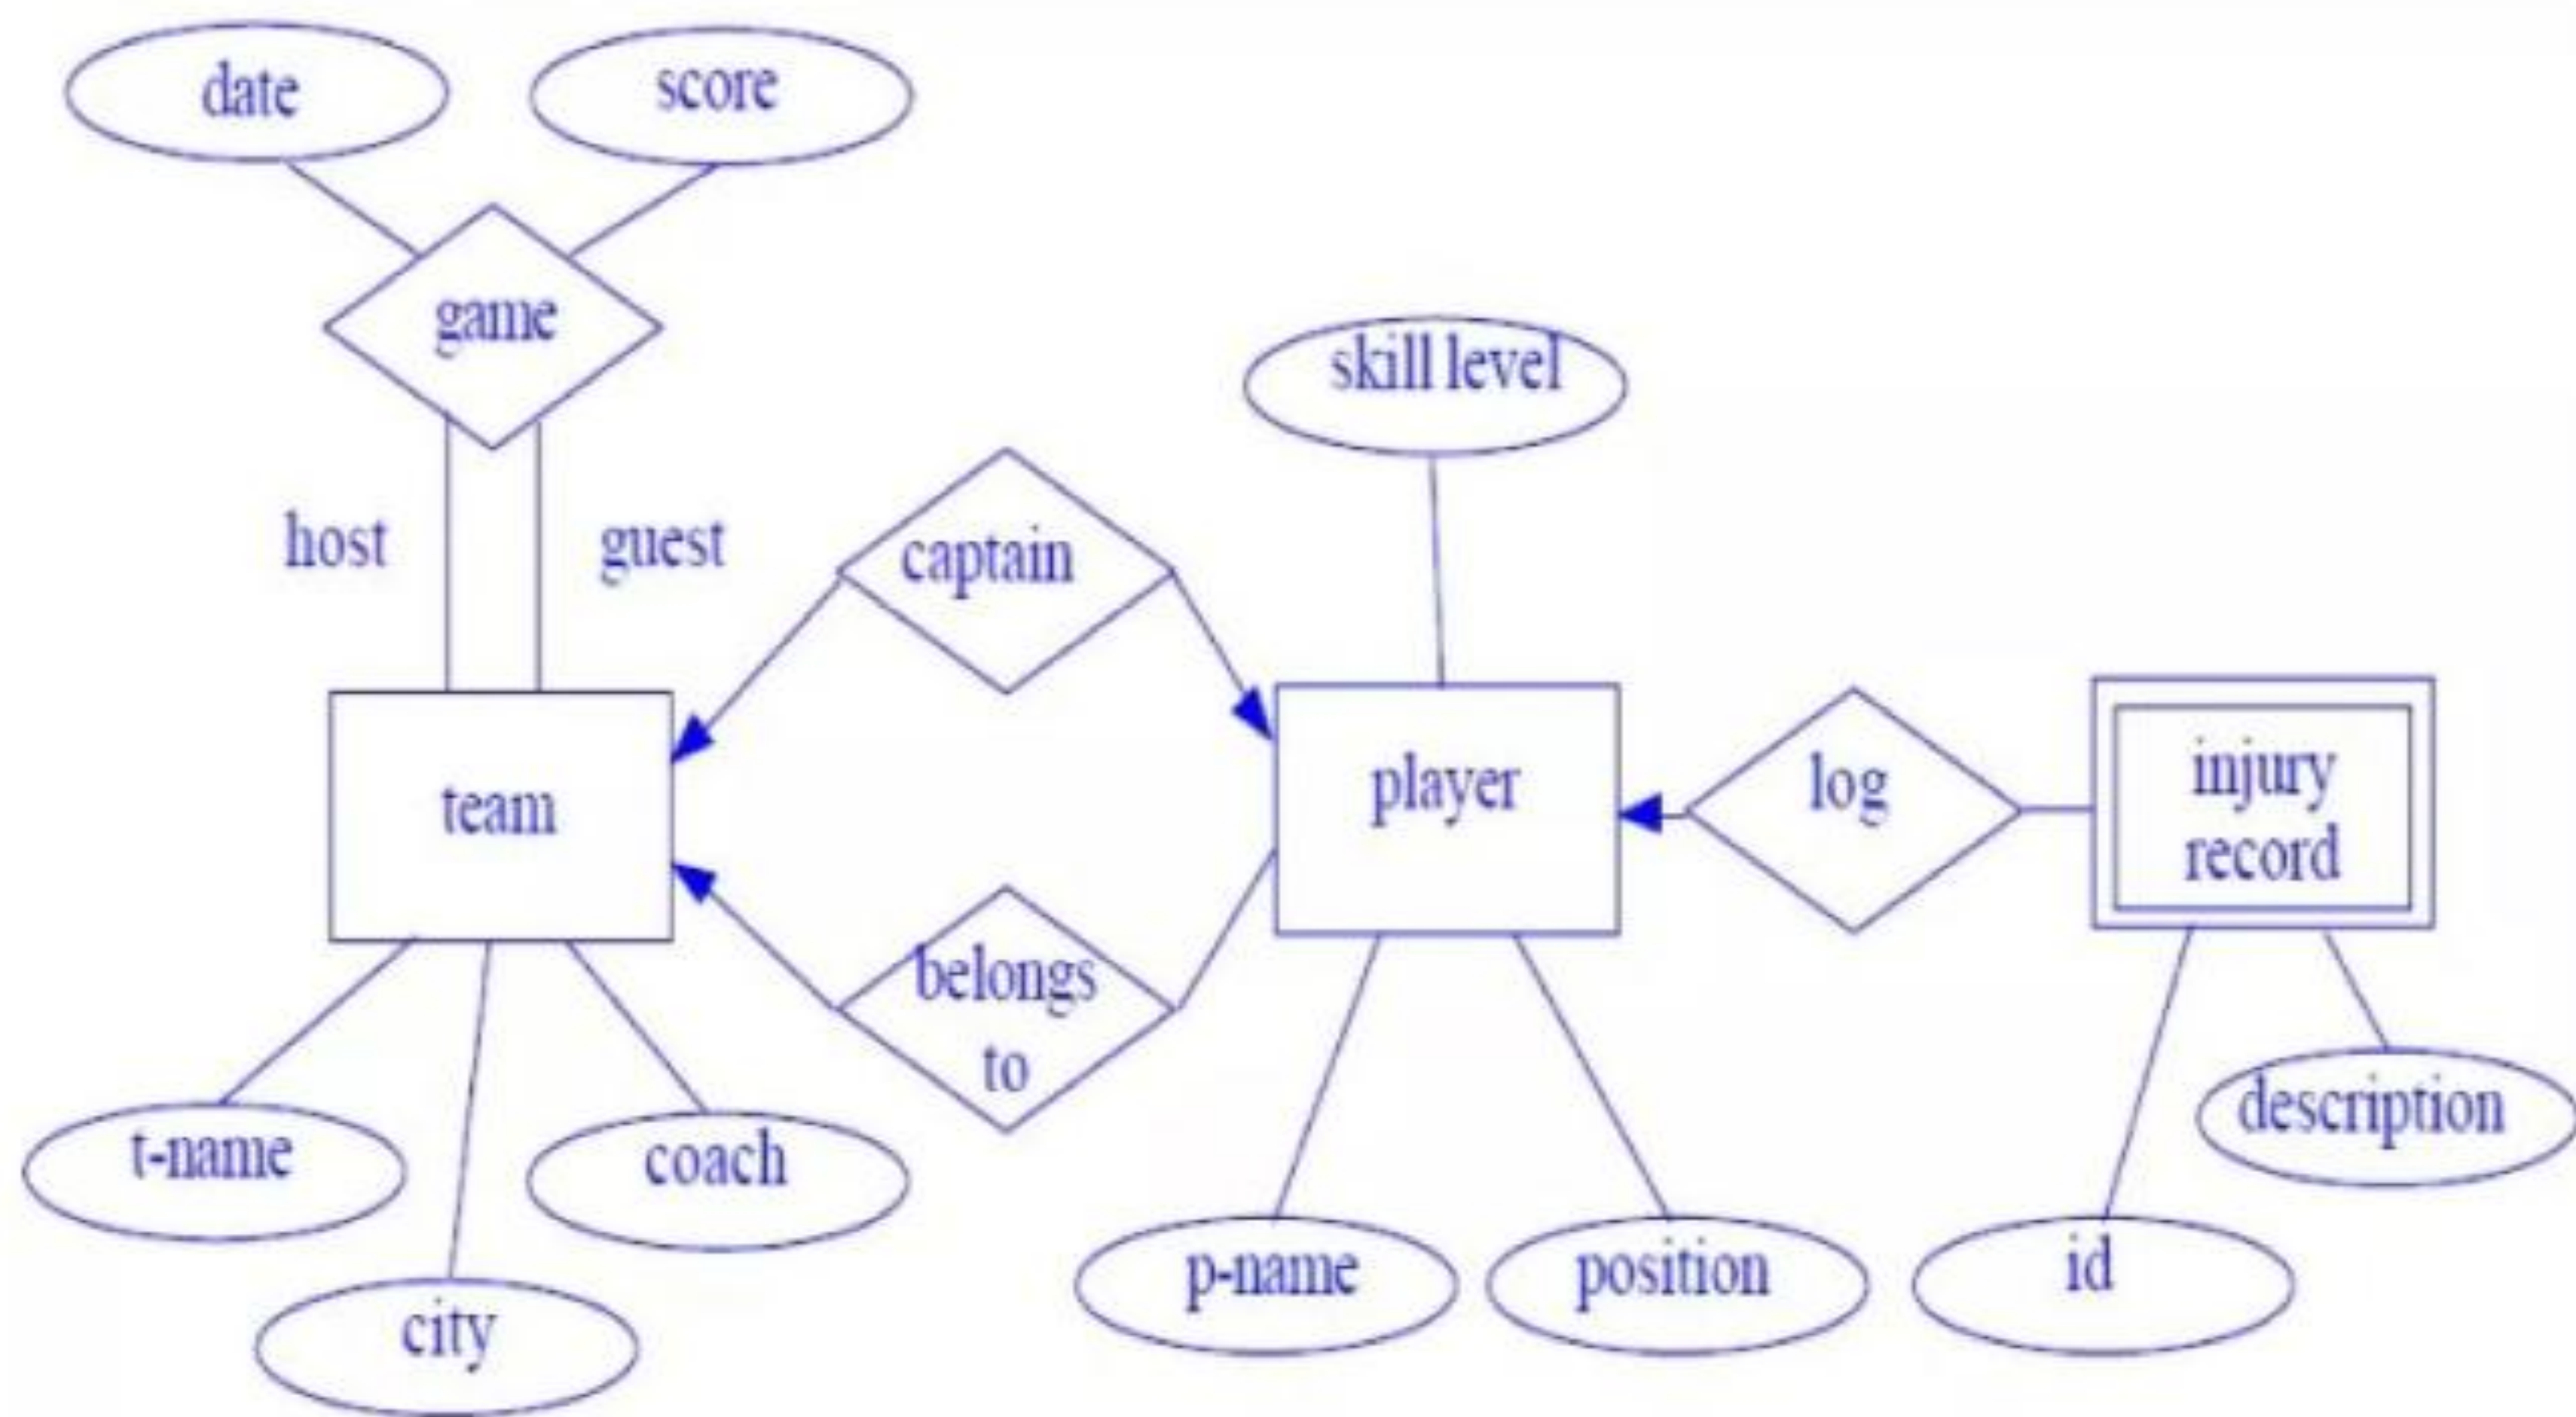 date
score
game
skill level
host
guest
captain
team
player
log
injury
record
belongs
to
t-name
coach
city
p-name
position
id
description